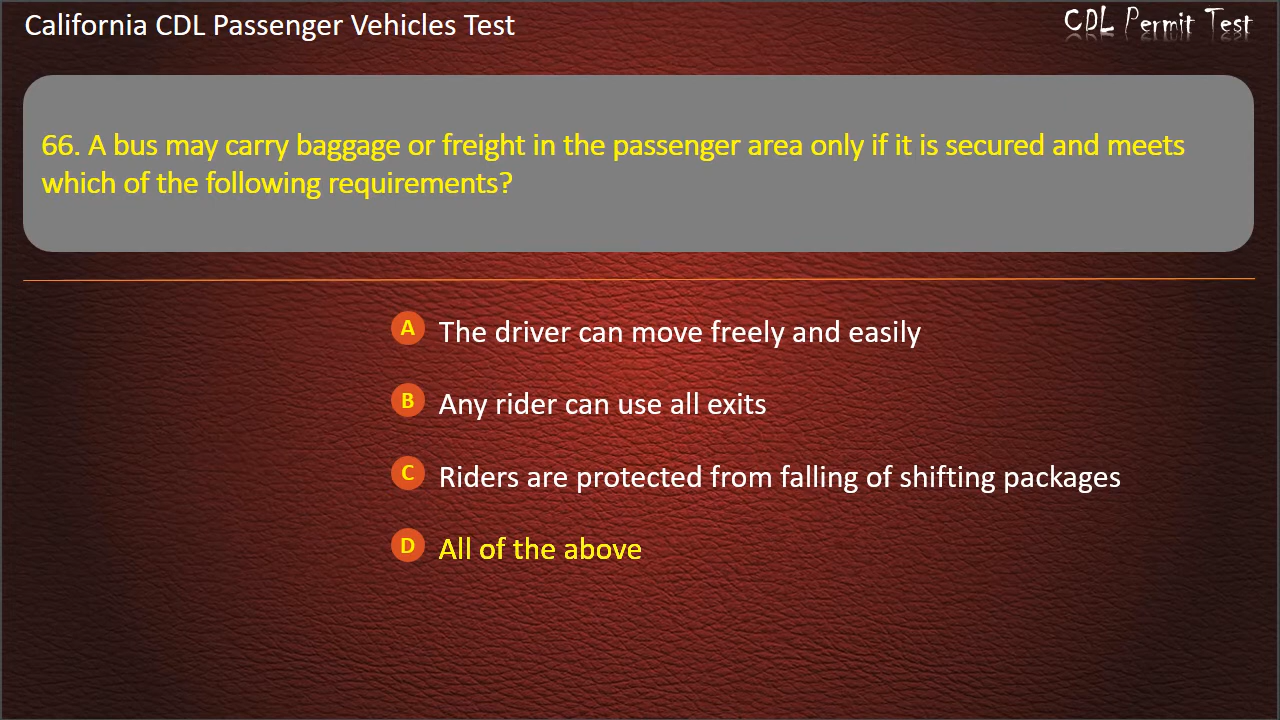 California CDL Passenger Vehicles Test
CDL Permit Test
66. A bus may carry baggage or freight in the passenger area only if it is secured and meets
which of the following requirements?
A The driver can move freely and easily
B Any rider can use all exits
C Riders are protected from falling of shifting packages
D All of the above